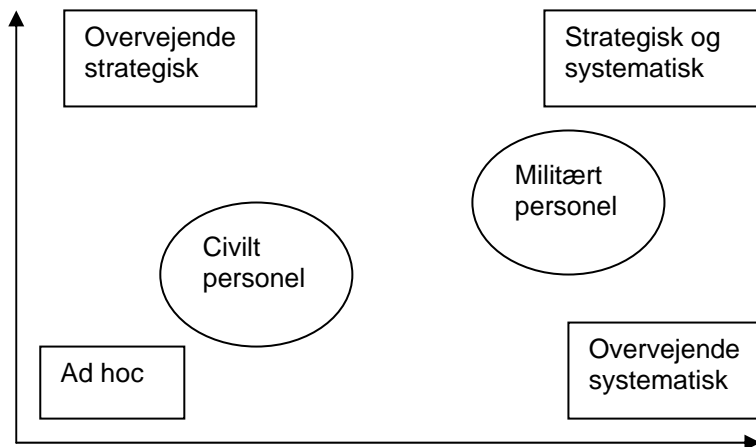 Overvejende
strategisk
Strategisk og
systematisk
Militært
personel
Civilt
personel
Ad hoc
Overvejende
systematisk